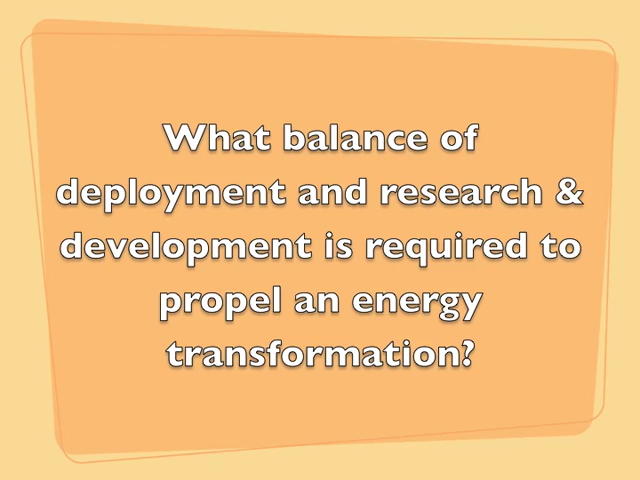 What balance of
deployment and research &
development is required to
propel an energy
transformation?